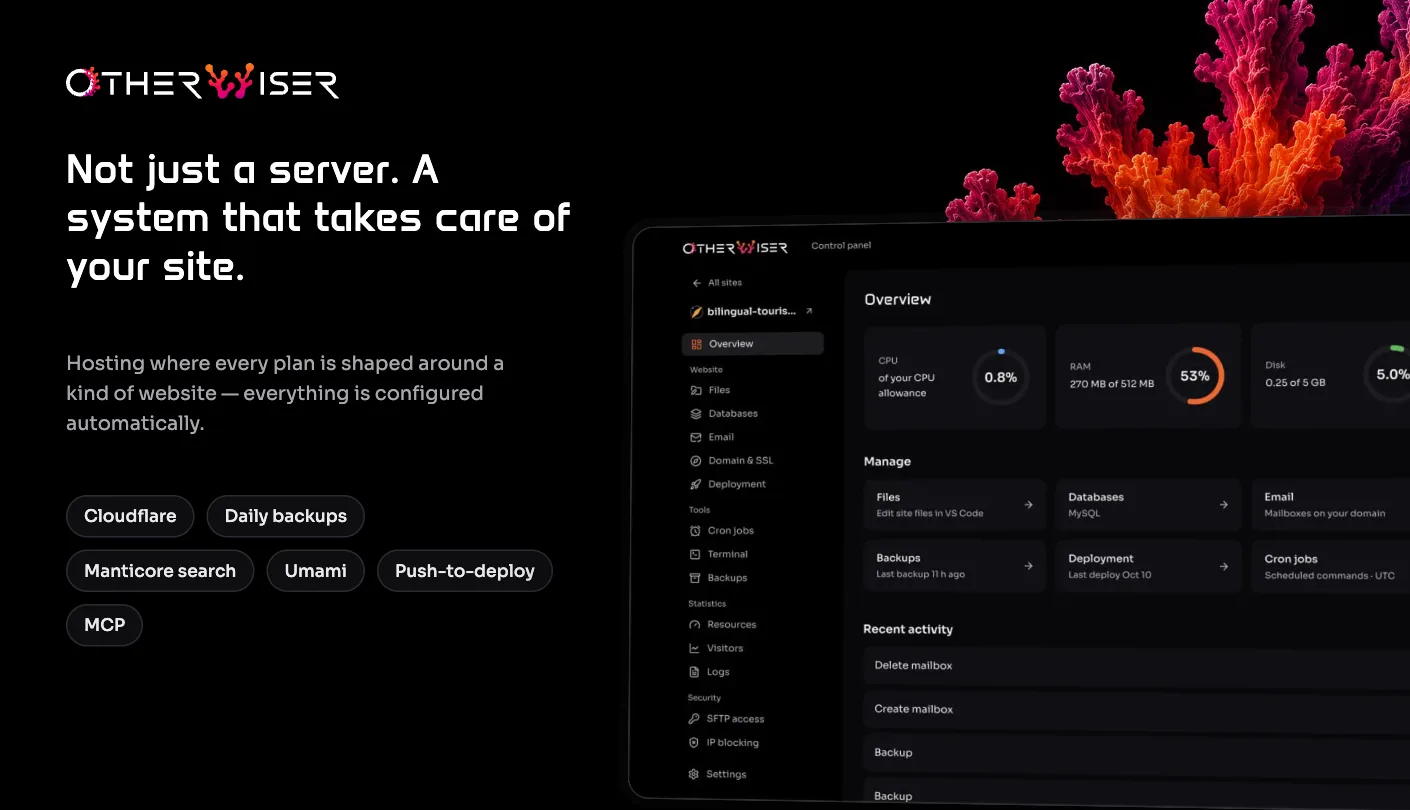 OTHERWISER
Not just a server. A
system that takes care of
your site.
Hosting where every plan is shaped around a
kind of website — everything is configured
automatically.
Cloudflare
Daily backups
Manticore search
Umami
Push-to-deploy
MCP
OTHERWISER
Control panel
All sites
bilingual-touris...
Overview
Website
Files
Databases
Email
Domain & SSL
Deployment
Tools
Cron jobs
Terminal
Backups
Statistics
Resources
Visitors
Logs
Security
SFTP access
IP blocking
Settings
Overview
CPU
of your CPU
allowance
0.8%
RAM
270 MB of 512 MB
53%
Disk
0.25 of 5 GB
5.0%
Manage
Files
Edit site files in VS Code
Databases
MySQL
Email
Mailboxes on your domain
Backups
Last backup 11 h ago
Deployment
Last deploy Oct 10
Cron jobs
Scheduled commands · UTC
Recent activity
Delete mailbox
Create mailbox
Backup
Backup